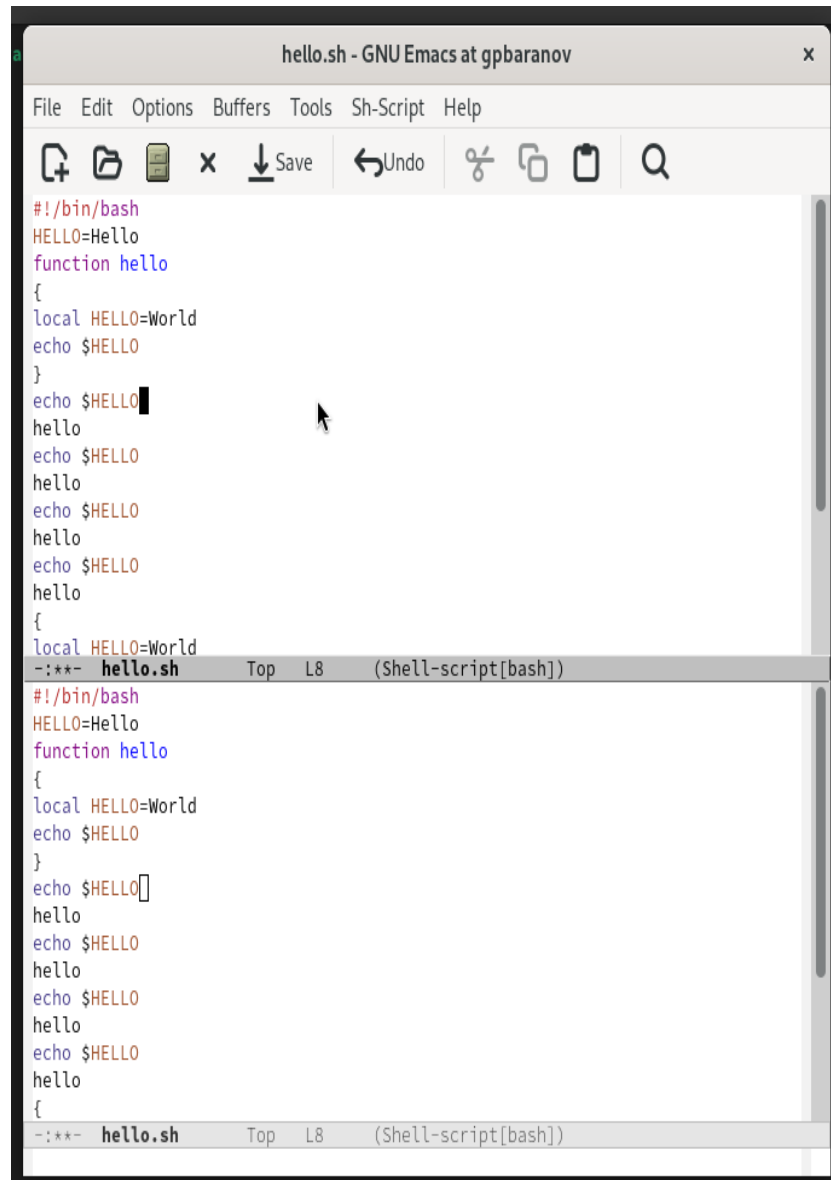 a
hello.sh - GNU Emacs at gpbaranov x
File Edit Options Buffers Tools Sh-Script Help
Save Undo
#!/bin/bash
HELLO=Hello
function hello
{
local HELLO=World
echo $HELLO
}
echo $HELLO
hello
echo $HELLO
hello
echo $HELLO
hello
echo $HELLO
hello
{
local HELLO=World
-:**- hello.sh Top L8 (Shell-script[bash])
#!/bin/bash
HELLO=Hello
function hello
{
local HELLO=World
echo $HELLO
}
echo $HELLO
hello
echo $HELLO
hello
echo $HELLO
hello
echo $HELLO
hello
{
-:**- hello.sh Top L8 (Shell-script[bash])